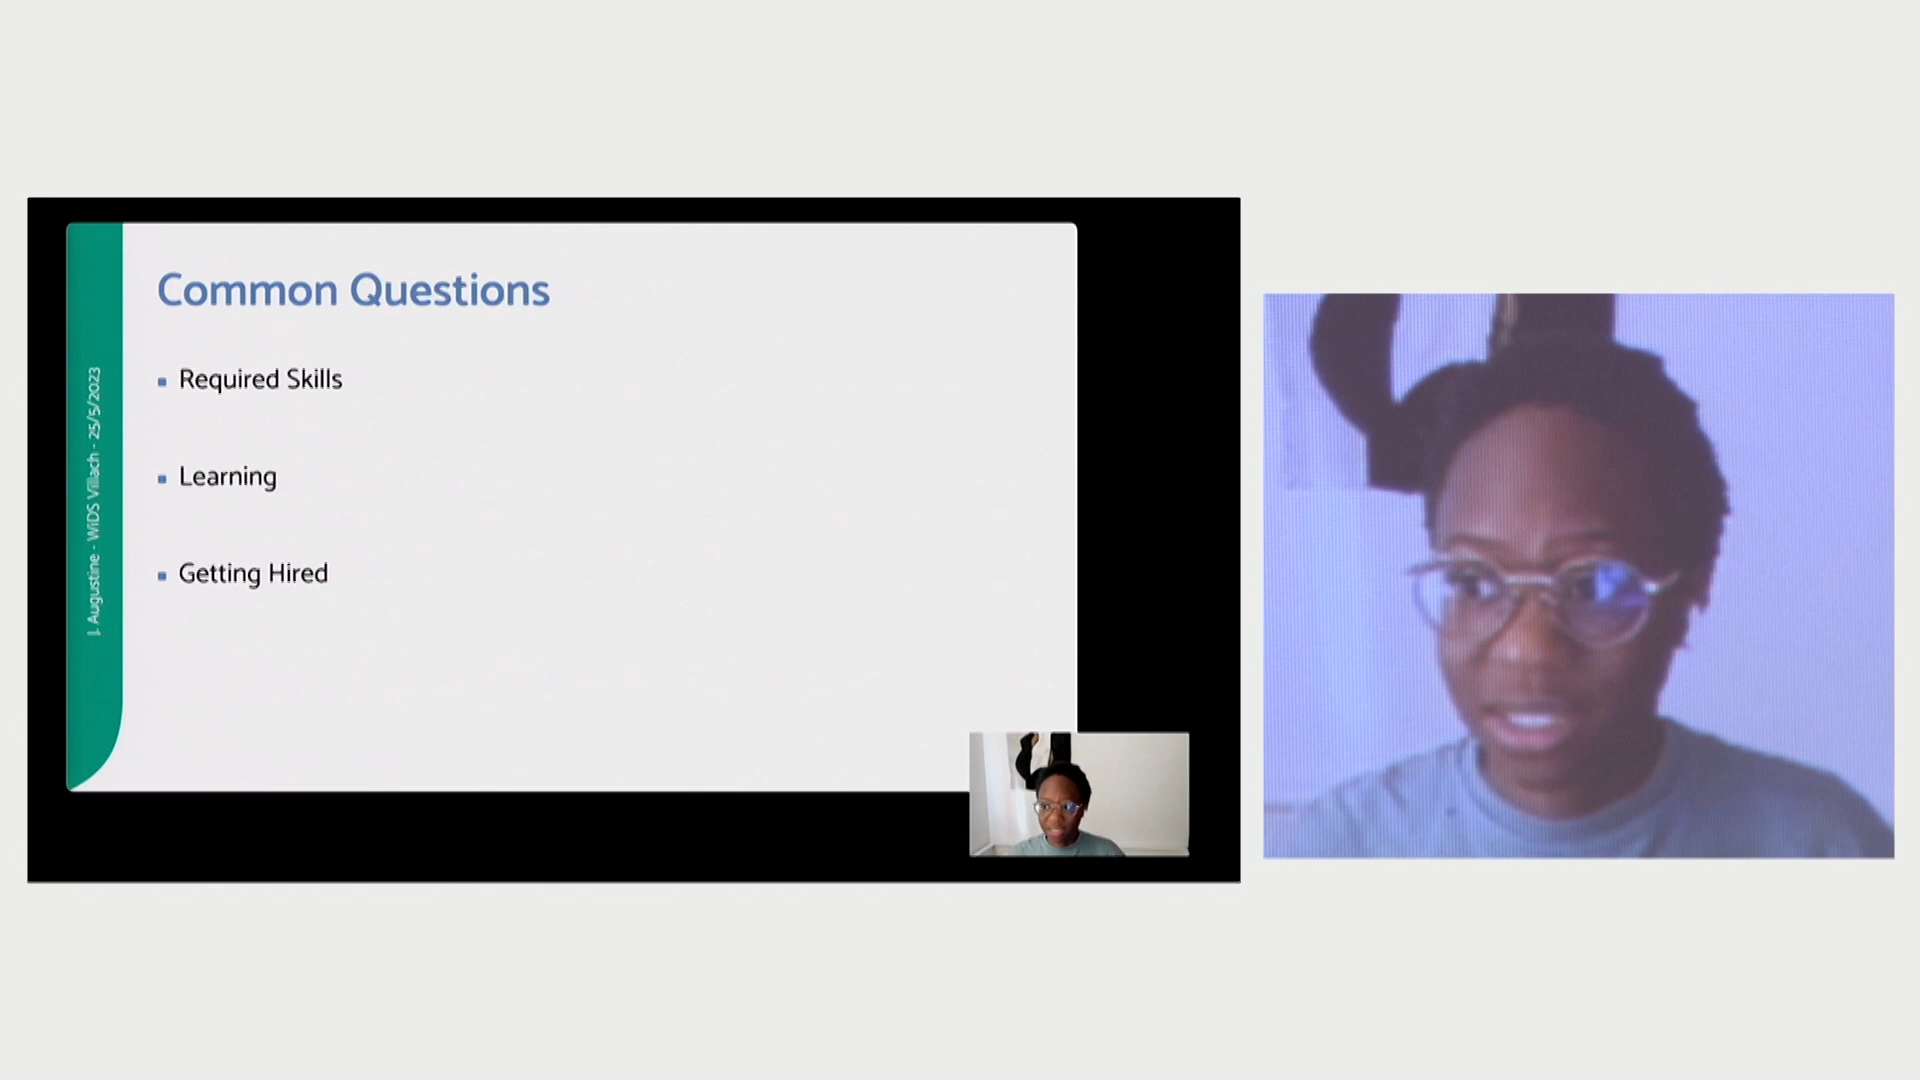 Common Questions
Required Skills
Learning
Getting Hired
J. Augustine - WiDS Villach - 25/5/2023